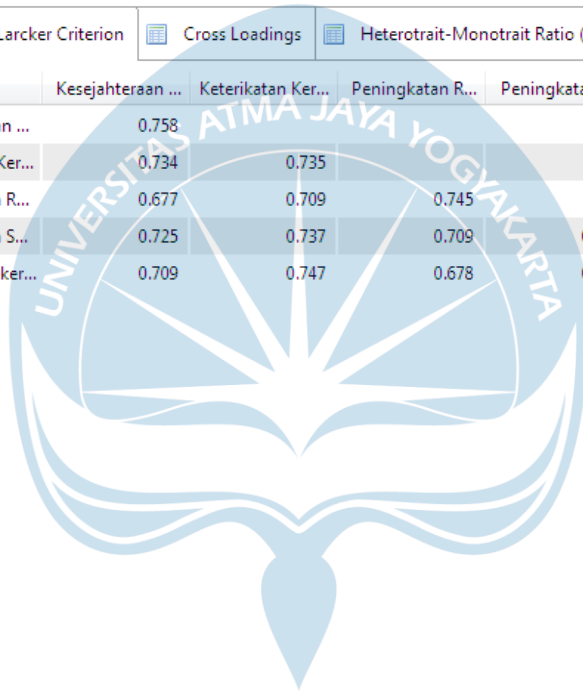 Larcker Criterion Cross Loadings Heterotrait-Monotrait Ratio (
Kesejahteraan ... Keterikatan Ker... Peningkatan R... Peningkata
n ... 0.758
Ker... 0.734 0.735
R... 0.677 0.709 0.745
S... 0.725 0.737 0.709
ker... 0.709 0.747 0.678
UNIVERSITAS ATMA JAYA YOGYAKARTA